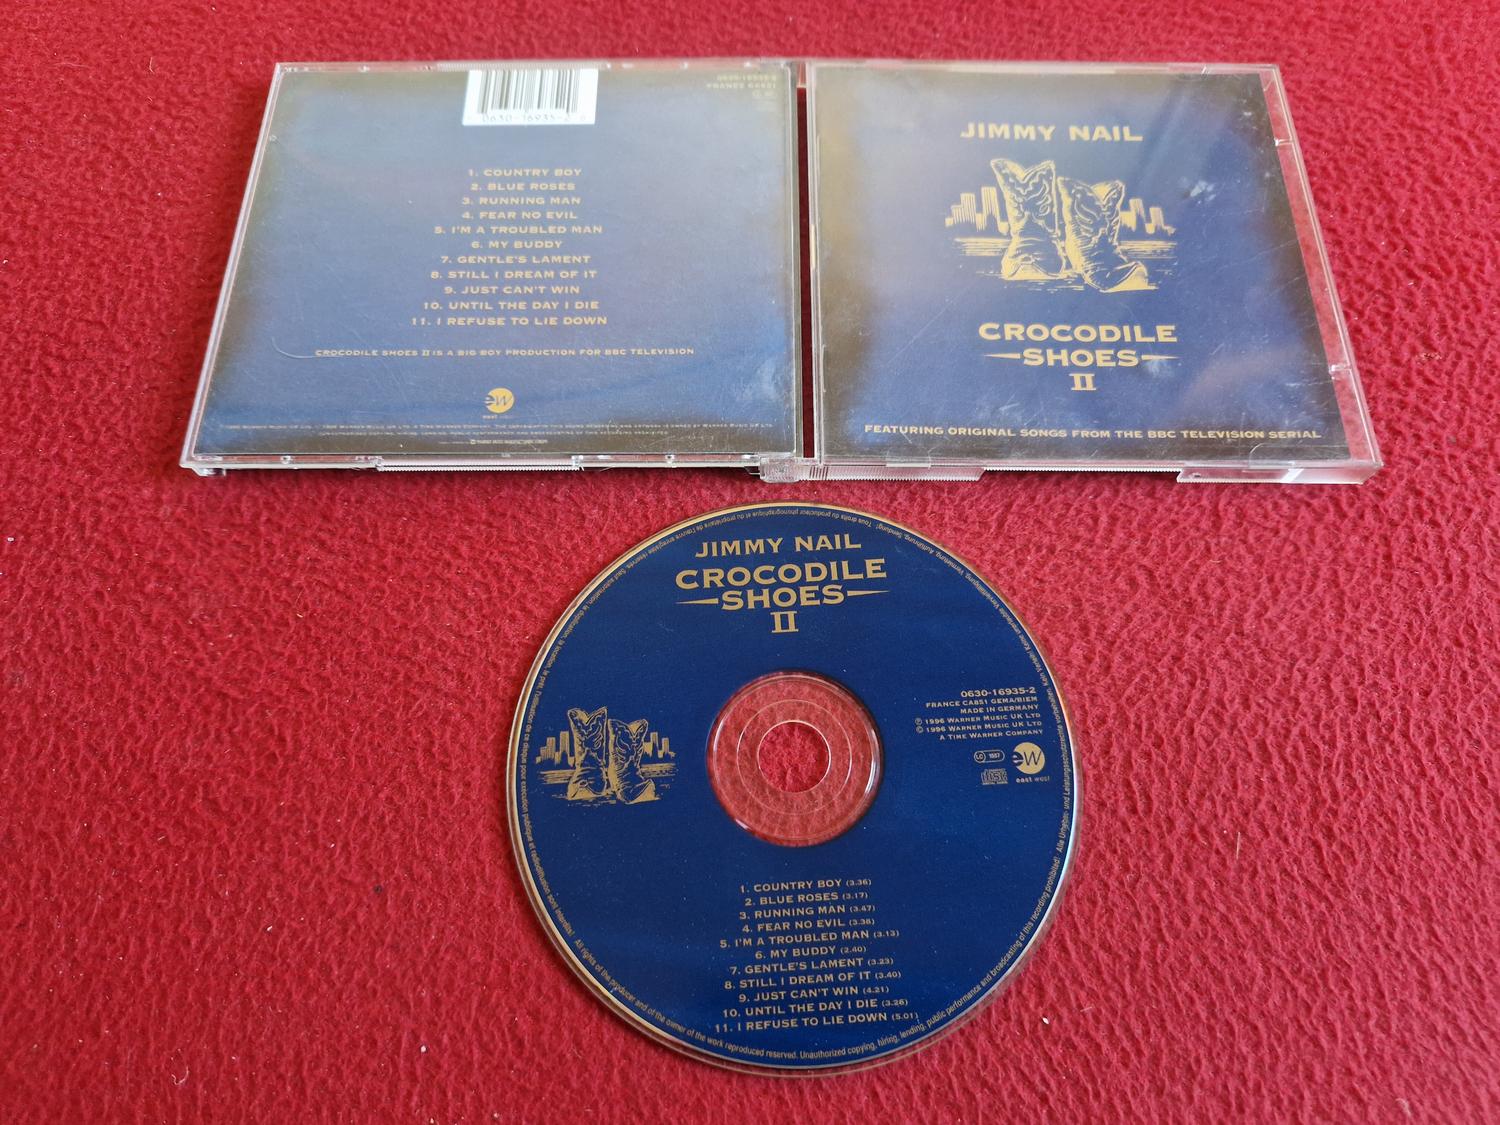 0630-16935-2
FRANCE CA851
0630-16935-2 6
1. COUNTRY BOY
2. BLUE ROSES
3. RUNNING MAN
4. FEAR NO EVIL
5. I'M A TROUBLED MAN
6. MY BUDDY
7. GENTLE'S LAMENT
8. STILL I DREAM OF IT
9. JUST CAN'T WIN
10. UNTIL THE DAY I DIE
11. I REFUSE TO LIE DOWN
CROCODILE SHOES II IS A BIG BOY PRODUCTION FOR BBC TELEVISION
ew
east west
JIMMY NAIL
CROCODILE
SHOES
II
FEATURING ORIGINAL SONGS FROM THE BBC TELEVISION SERIAL
JIMMY NAIL
CROCODILE
SHOES
II
0630-16935-2
FRANCE CA851 GEMA/BIEM
MADE IN GERMANY
℗ 1996 WARNER MUSIC UK LTD
© 1996 WARNER MUSIC UK LTD
A TIME WARNER COMPANY
LC 1557
ew
east west
1. COUNTRY BOY (3.36)
2. BLUE ROSES (3.17)
3. RUNNING MAN (3.47)
4. FEAR NO EVIL (3.38)
5. I'M A TROUBLED MAN (3.13)
6. MY BUDDY (2.40)
7. GENTLE'S LAMENT (3.23)
8. STILL I DREAM OF IT (3.40)
9. JUST CAN'T WIN (4.21)
10. UNTIL THE DAY I DIE (3.26)
11. I REFUSE TO LIE DOWN (5.01)
All rights of the producer and of the owner of the work reproduced reserved. Unauthorized copying, hiring, lending, public performance and broadcasting of this recording prohibited!